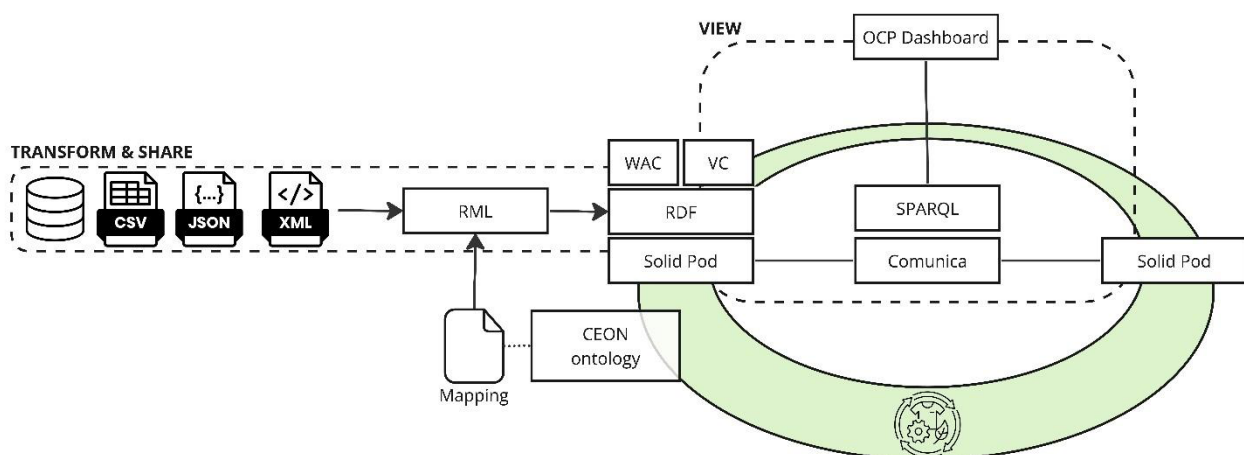 VIEW
OCP Dashboard
TRANSFORM & SHARE
WAC
VC
CSV
{...}
JSON
</>
XML
RML
RDF
SPARQL
Solid Pod
Comunica
Solid Pod
Mapping
CEON
ontology